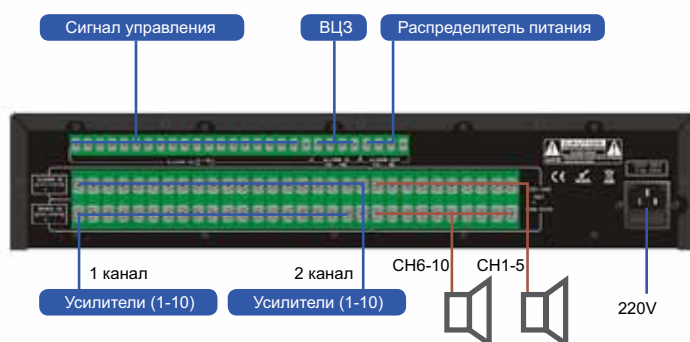 Сигнал управления
ВЦЗ
Распределитель питания
1 канал
2 канал
CH6-10
CH1-5
Усилители (1-10)
Усилители (1-10)
220V